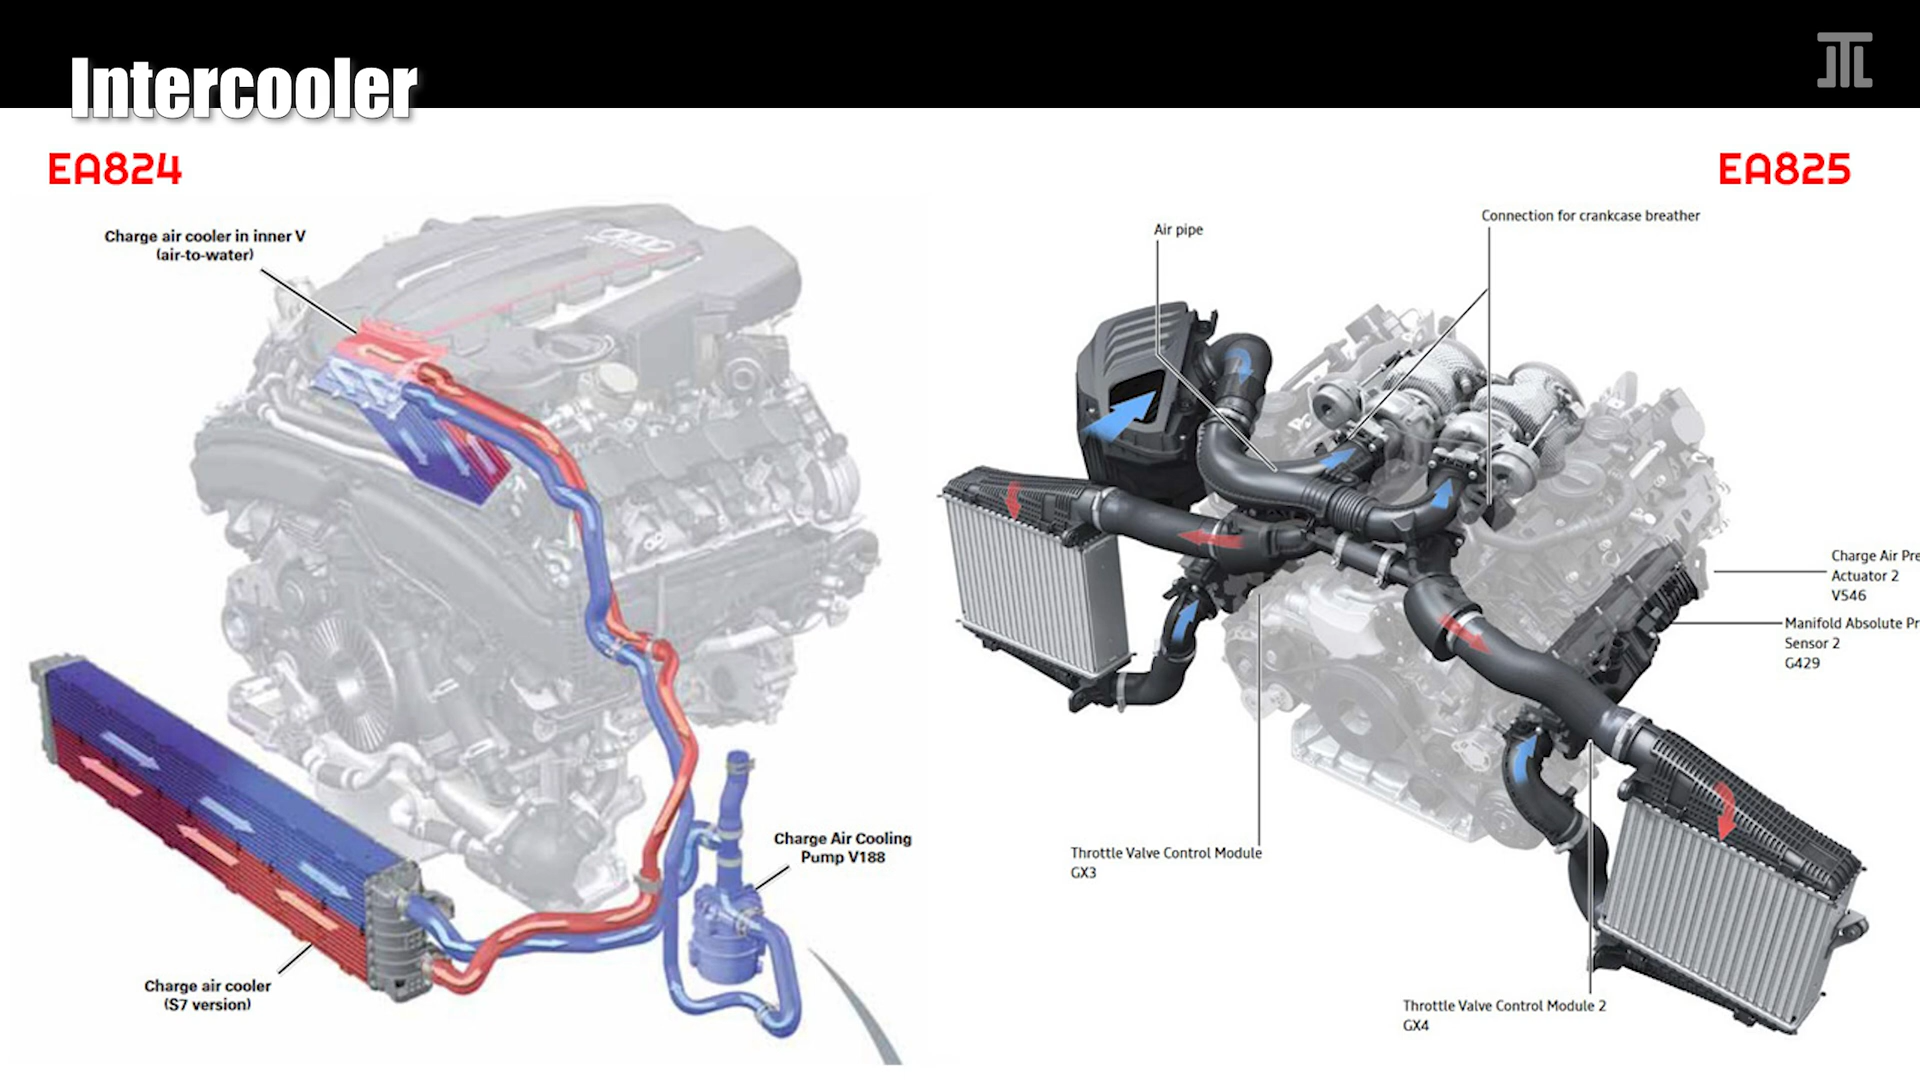 Intercooler
EA824
EA825
Charge air cooler in inner V
(air-to-water)
Charge Air Cooling
Pump V188
Charge air cooler
(S7 version)
Air pipe
Connection for crankcase breather
Charge Air Pre
Actuator 2
V546
Manifold Absolute Pr
Sensor 2
G429
Throttle Valve Control Module
GX3
Throttle Valve Control Module 2
GX4